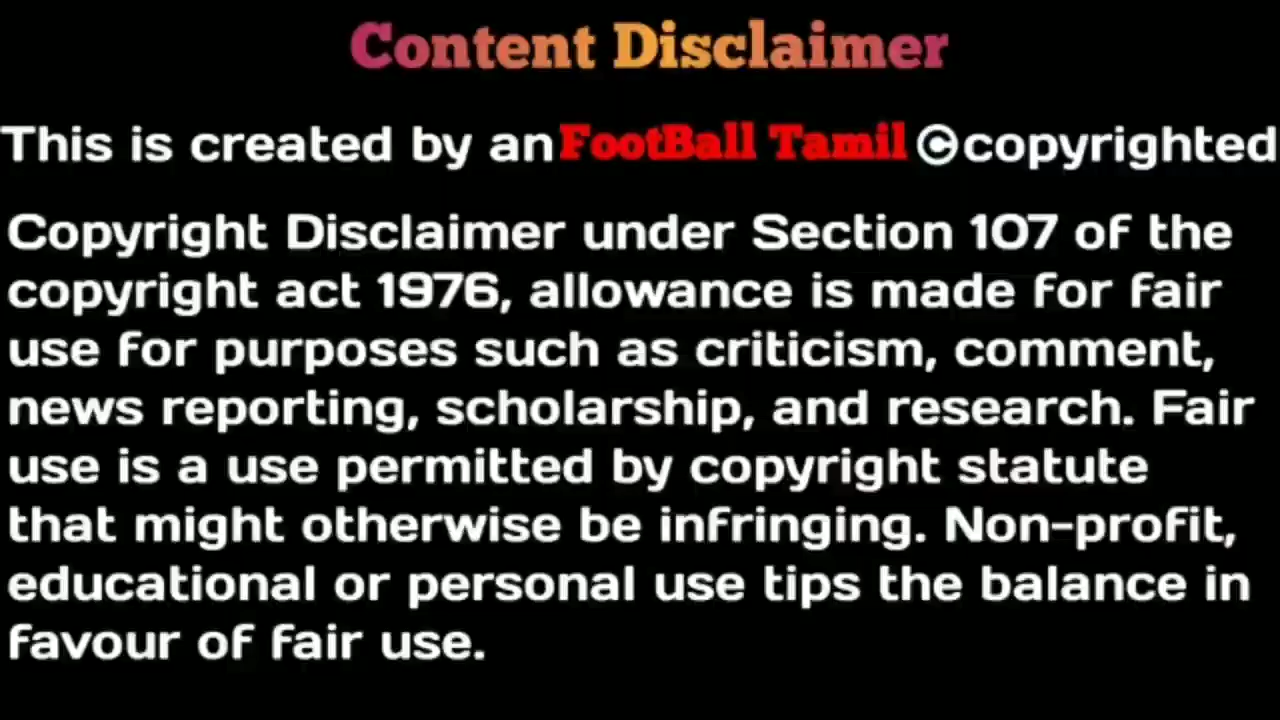 Content Disclaimer
This is created by an FootBall Tamil ©copyrighted
Copyright Disclaimer under Section 107 of the
copyright act 1976, allowance is made for fair
use for purposes such as criticism, comment,
news reporting, scholarship, and research. Fair
use is a use permitted by copyright statute
that might otherwise be infringing. Non-profit,
educational or personal use tips the balance in
favour of fair use.